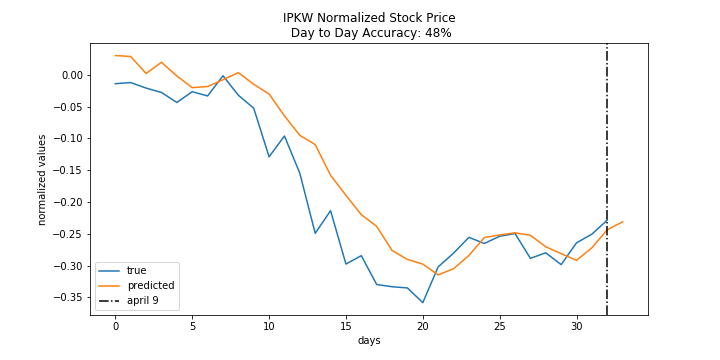 IPKW Normalized Stock Price
Day to Day Accuracy: 48%
normalized values
0.00
−0.05
−0.10
−0.15
−0.20
−0.25
−0.30
−0.35
true
predicted
april 9
0 5 10 15 20 25 30
days